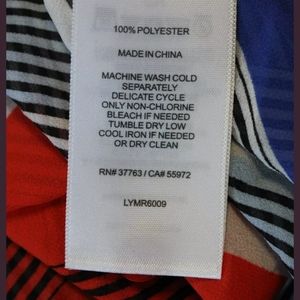 100% POLYESTER
MADE IN CHINA
MACHINE WASH COLD
SEPARATELY
DELICATE CYCLE
ONLY NON-CHLORINE
BLEACH IF NEEDED
TUMBLE DRY LOW
COOL IRON IF NEEDED
OR DRY CLEAN
RN# 37763 / CA# 55972
LYMR6009